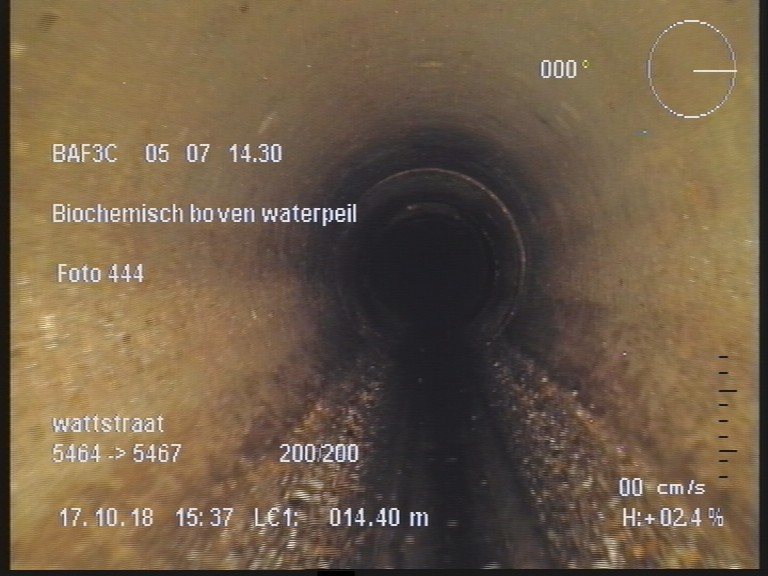 000°
BAF3C 05 07 14.30
Biochemisch boven waterpeil
Foto 444
wattstraat
5464 -> 5467 200/200
00 cm/s
17.10.18 15:37 L€1: 014.40 m H:+02.4 %